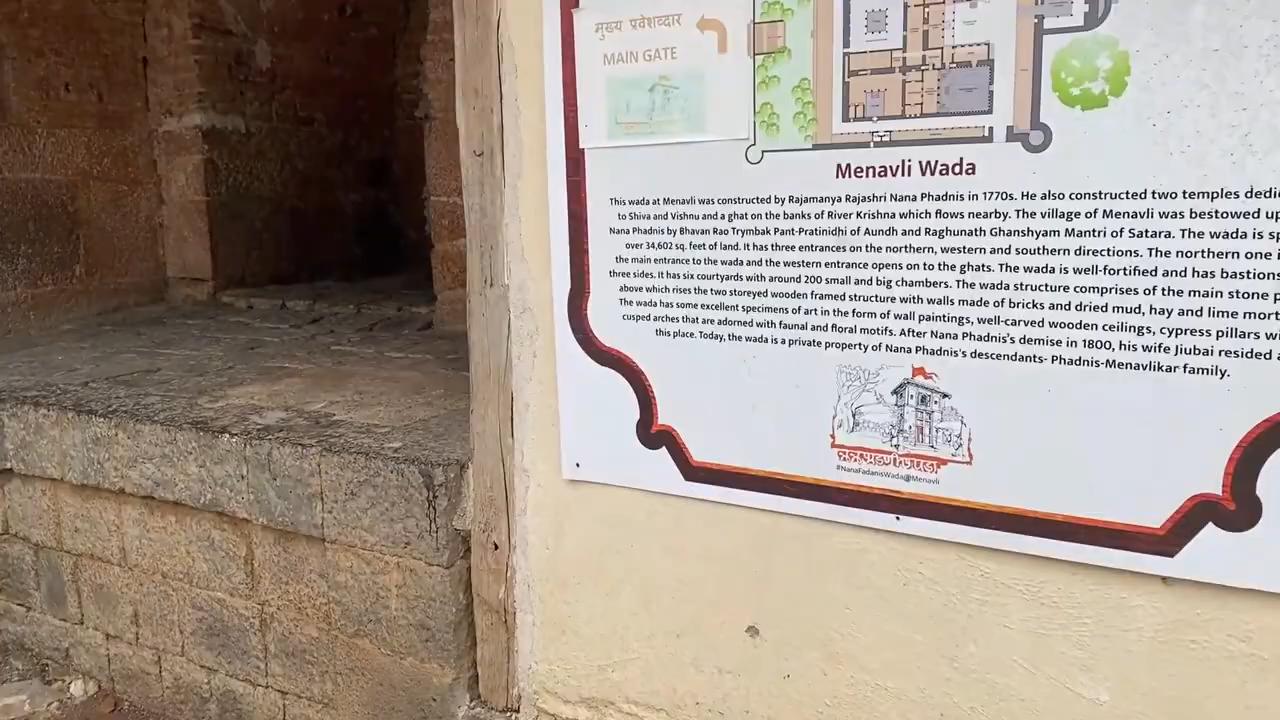 मुख्य प्रवेशव्दार
MAIN GATE
Menavli Wada
This wada at Menavli was constructed by Rajamanya Rajashri Nana Phadnis in 1770s. He also constructed two temples
to Shiva and Vishnu and a ghat on the banks of River Krishna which flows nearby. The village of Menavli was bestowed
Nana Phadnis by Bhavan Rao Trymbak Pant-Pratinidhi of Aundh and Raghunath Ghanshyam Mantri of Satara. The wada is
over 34,602 sq. feet of land. It has three entrances on the northern, western and southern directions. The northern one
the main entrance to the wada and the western entrance opens on to the ghats. The wada is well-fortified and has bastions
three sides. It has six courtyards with around 200 small and big chambers. The wada structure comprises of the main stone
above which rises the two storeyed wooden framed structure with walls made of bricks and dried mud, hay and lime
The wada has some excellent specimens of art in the form of wall paintings, well-carved wooden ceilings, cypress pillars
cusped arches that are adorned with faunal and floral motifs. After Nana Phadnis's demise in 1800, his wife Jiubai resided
this place. Today, the wada is a private property of Nana Phadnis's descendants- Phadnis-Menavlikar family.
#NanaFadanisWada@Menavli